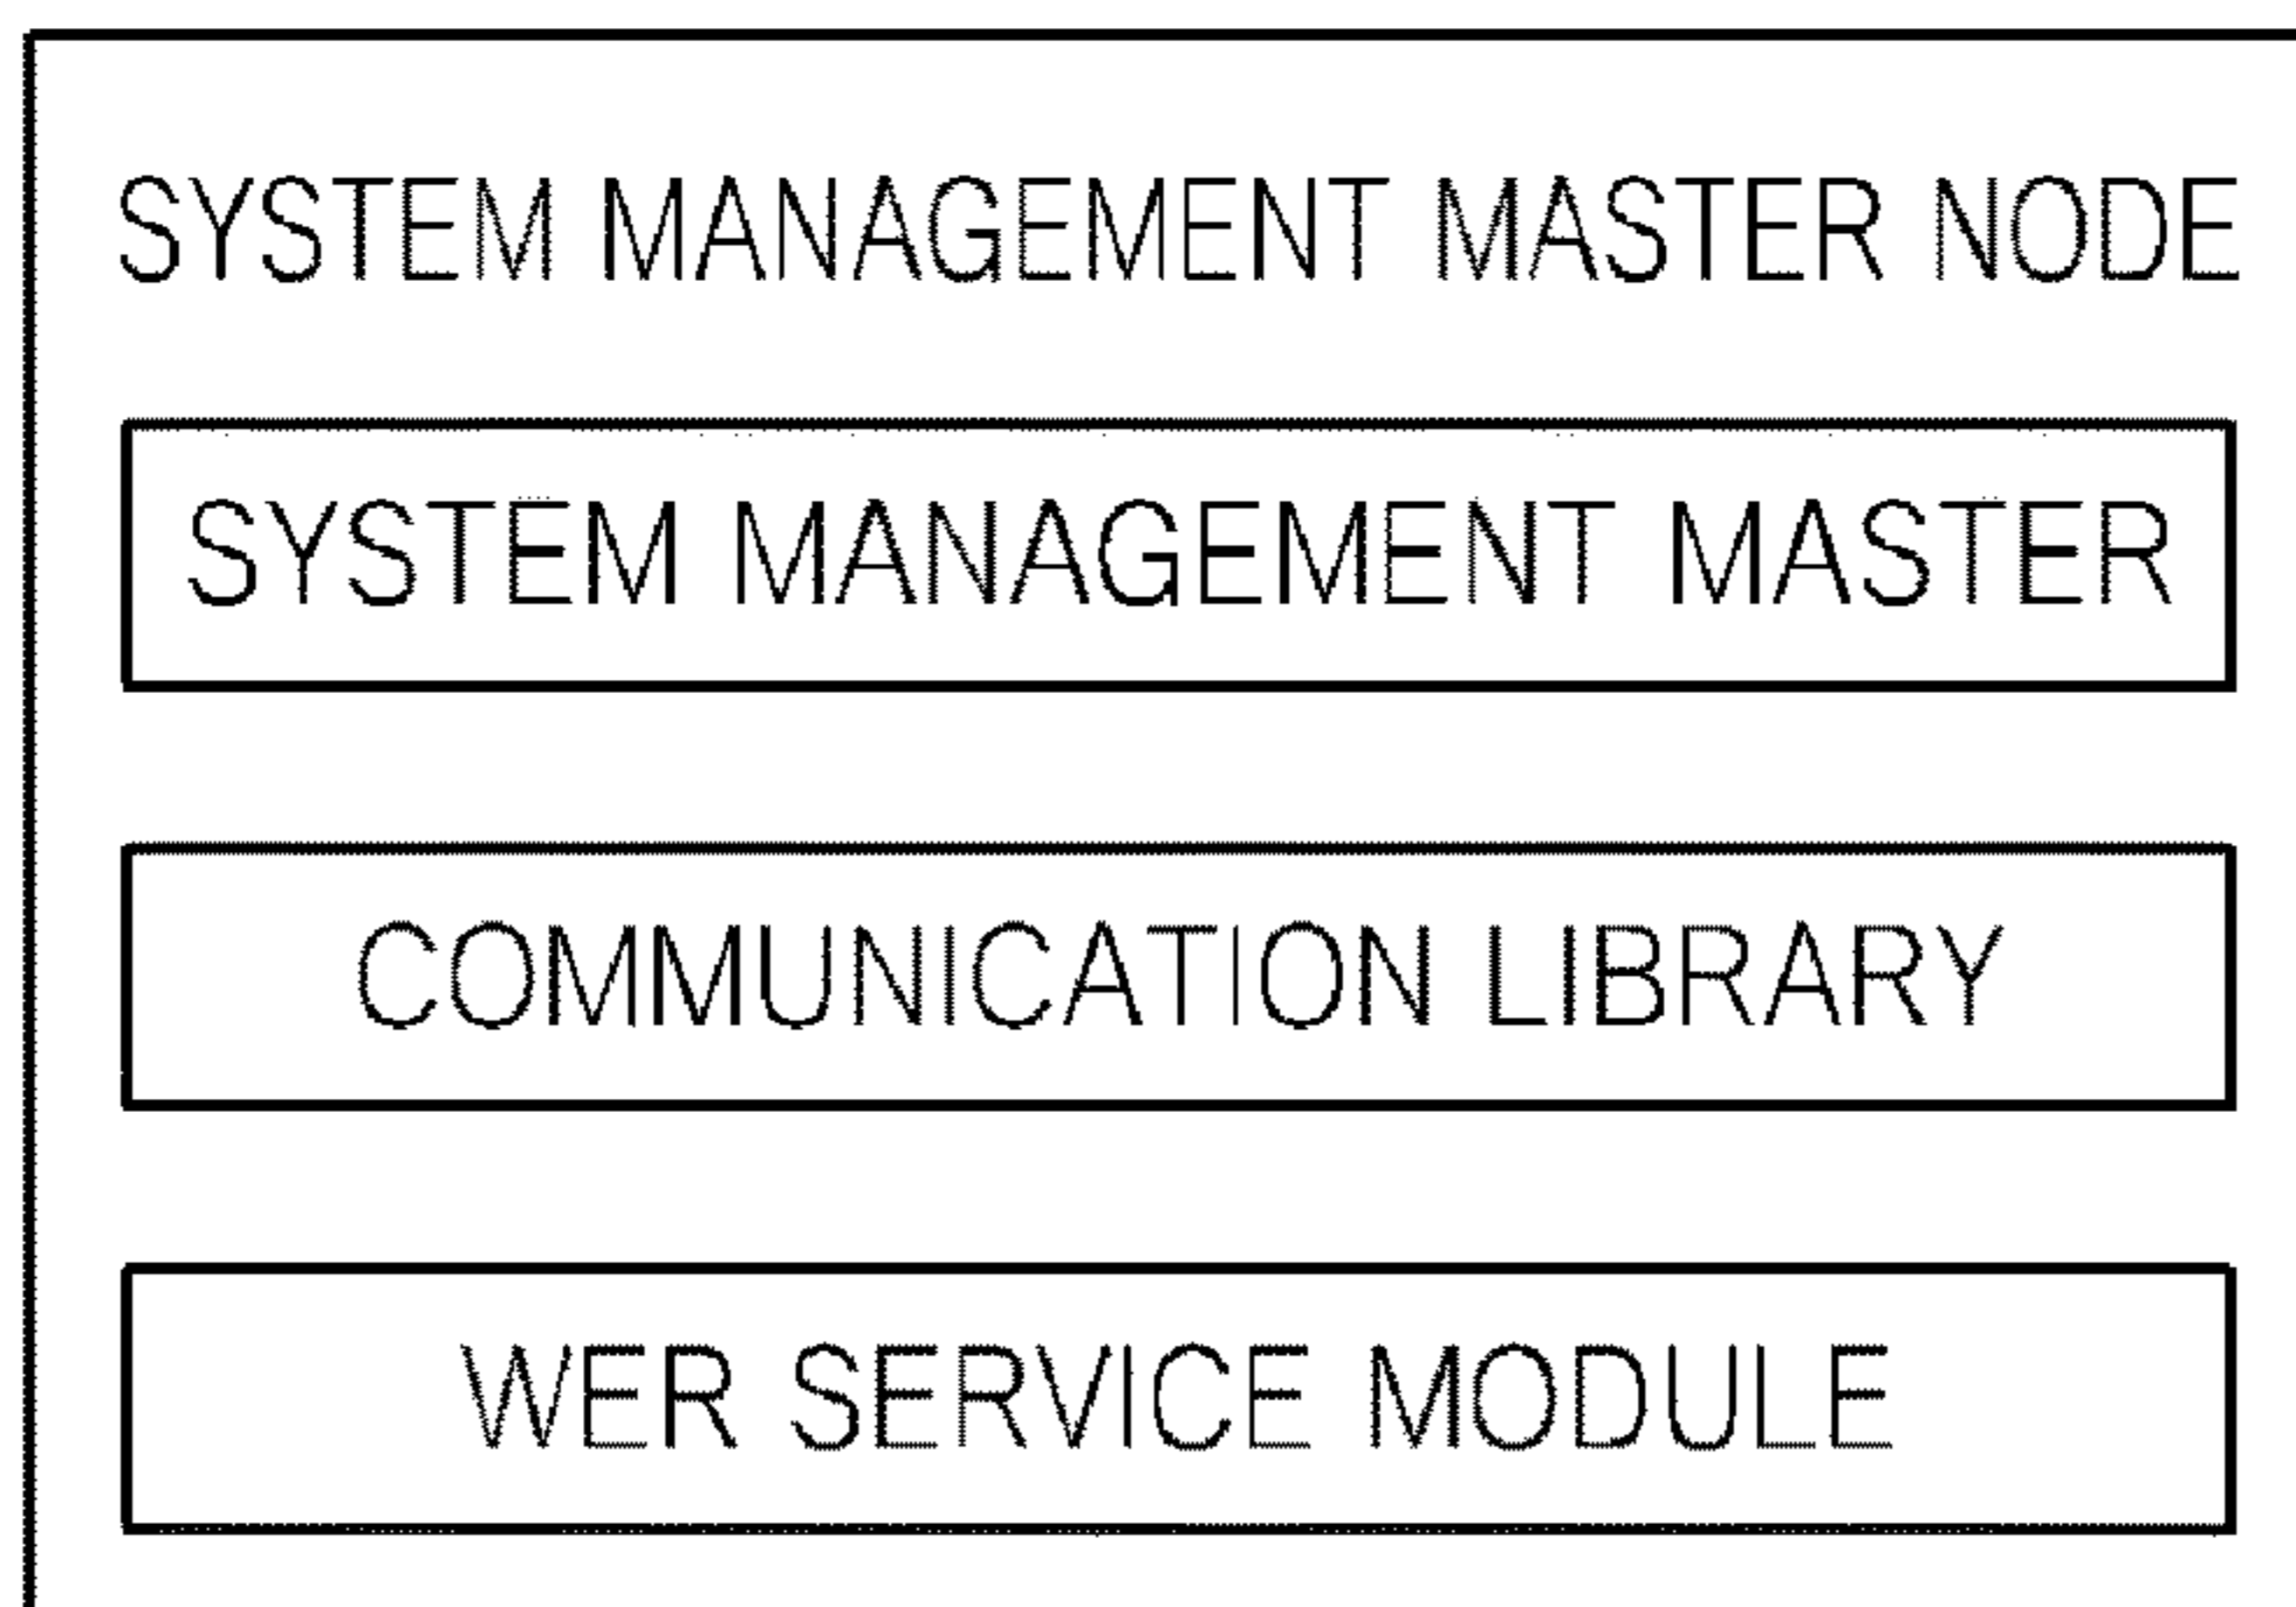 SYSTEM MANAGEMENT MASTER NODE
SYSTEM MANAGEMENT MASTER
COMMUNICATION LIBRARY
WER SERVICE MODULE